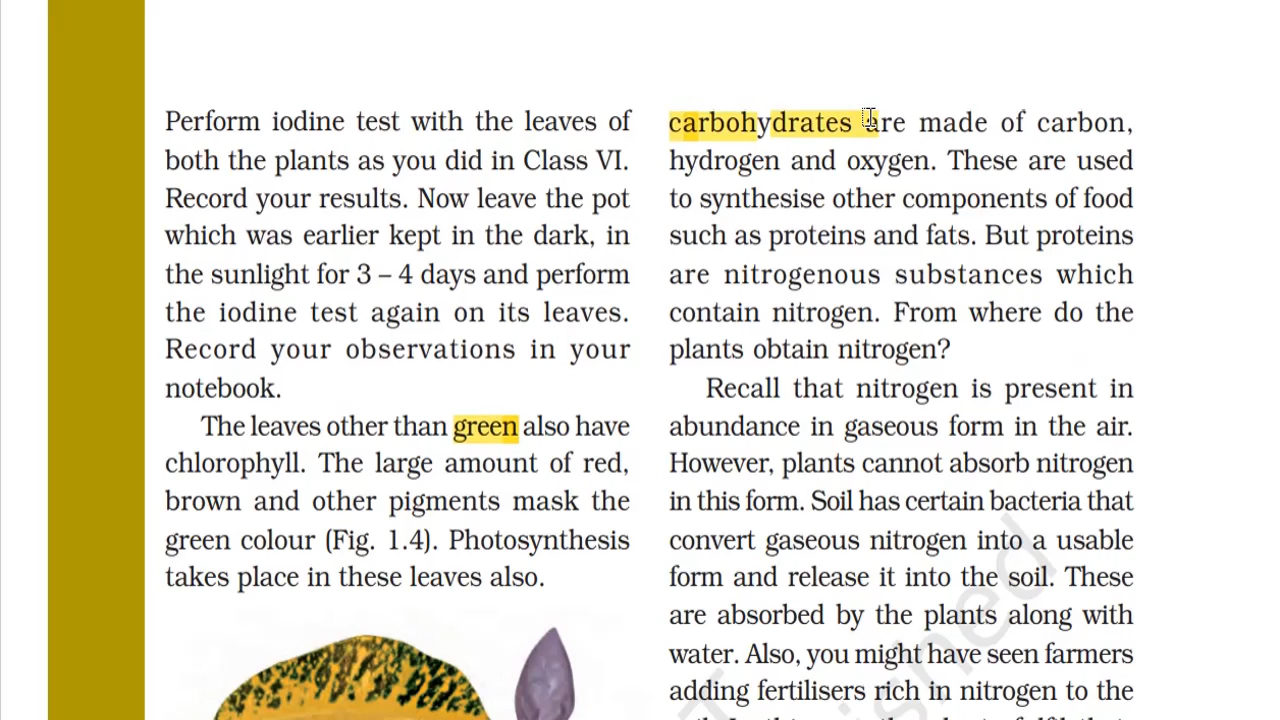 Perform iodine test with the leaves of
both the plants as you did in Class VI.
Record your results. Now leave the pot
which was earlier kept in the dark, in
the sunlight for 3 – 4 days and perform
the iodine test again on its leaves.
Record your observations in your
notebook.
The leaves other than green also have
chlorophyll. The large amount of red,
brown and other pigments mask the
green colour (Fig. 1.4). Photosynthesis
takes place in these leaves also.
carbohydrates are made of carbon,
hydrogen and oxygen. These are used
to synthesise other components of food
such as proteins and fats. But proteins
are nitrogenous substances which
contain nitrogen. From where do the
plants obtain nitrogen?
Recall that nitrogen is present in
abundance in gaseous form in the air.
However, plants cannot absorb nitrogen
in this form. Soil has certain bacteria that
convert gaseous nitrogen into a usable
form and release it into the soil. These
are absorbed by the plants along with
water. Also, you might have seen farmers
adding fertilisers rich in nitrogen to the